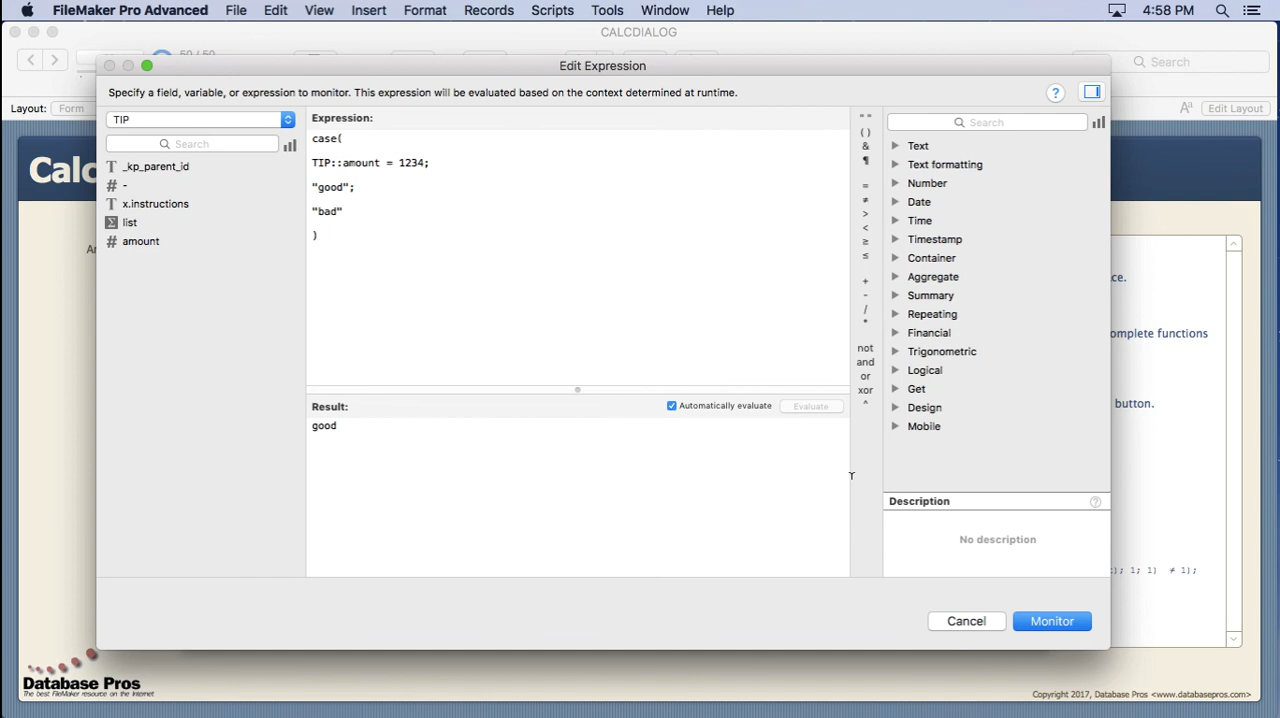 FileMaker Pro Advanced File Edit View Insert Format Records Scripts Tools Window Help 4:58 PM
CALCDIALOG
Search
Layout: Form
Edit Layout
Calc
Edit Expression
Specify a field, variable, or expression to monitor. This expression will be evaluated based on the context determined at runtime.
?
TIP
Search
T _kp_parent_id
# -
T x.instructions
Σ list
# amount
Expression:
case(
TIP::amount = 1234;
"good";
"bad"
)
Result:
Automatically evaluate
Evaluate
good
" "
( )
&
¶
=
≠
>
<
≥
≤
+
-
/
*
not
and
or
xor
^
Search
Text
Text formatting
Number
Date
Time
Timestamp
Container
Aggregate
Summary
Repeating
Financial
Trigonometric
Logical
Get
Design
Mobile
Description
?
No description
Cancel
Monitor
ce.
omplete functions
button.
); 1; 1) ≠ 1);
Database Pros
The best FileMaker resource on the Internet
Copyright 2017, Database Pros <www.databasepros.com>